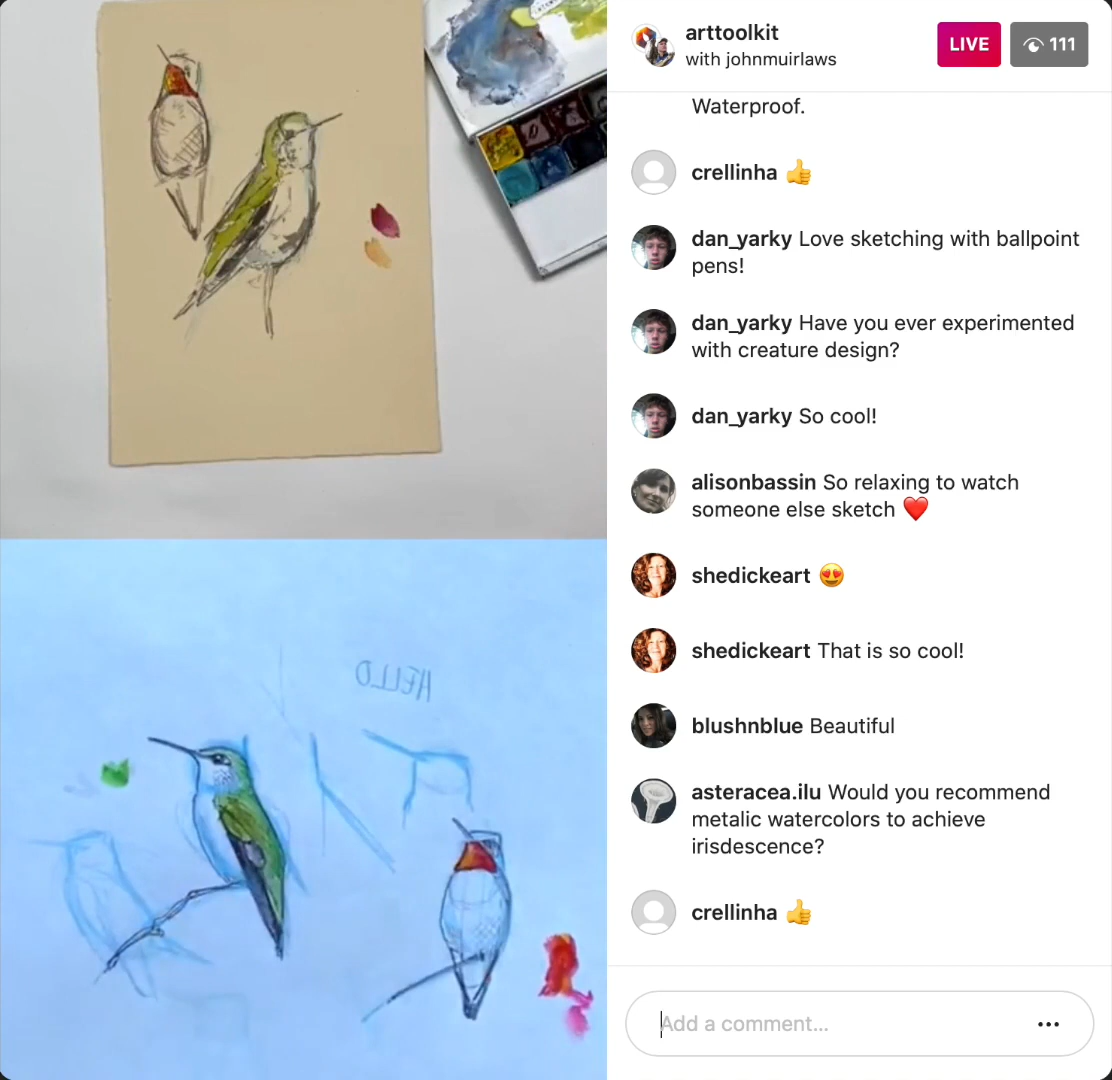 arttoolkit
with johnmuirlaws
LIVE
111
Waterproof.
crellinha 👍
dan_yarky Love sketching with ballpoint
pens!
dan_yarky Have you ever experimented
with creature design?
dan_yarky So cool!
alisonbassin So relaxing to watch
someone else sketch ❤️
shedickeart 😍
shedickeart That is so cool!
blushnblue Beautiful
asteracea.ilu Would you recommend
metalic watercolors to achieve
irisdescence?
crellinha 👍
Add a comment...
HELLO